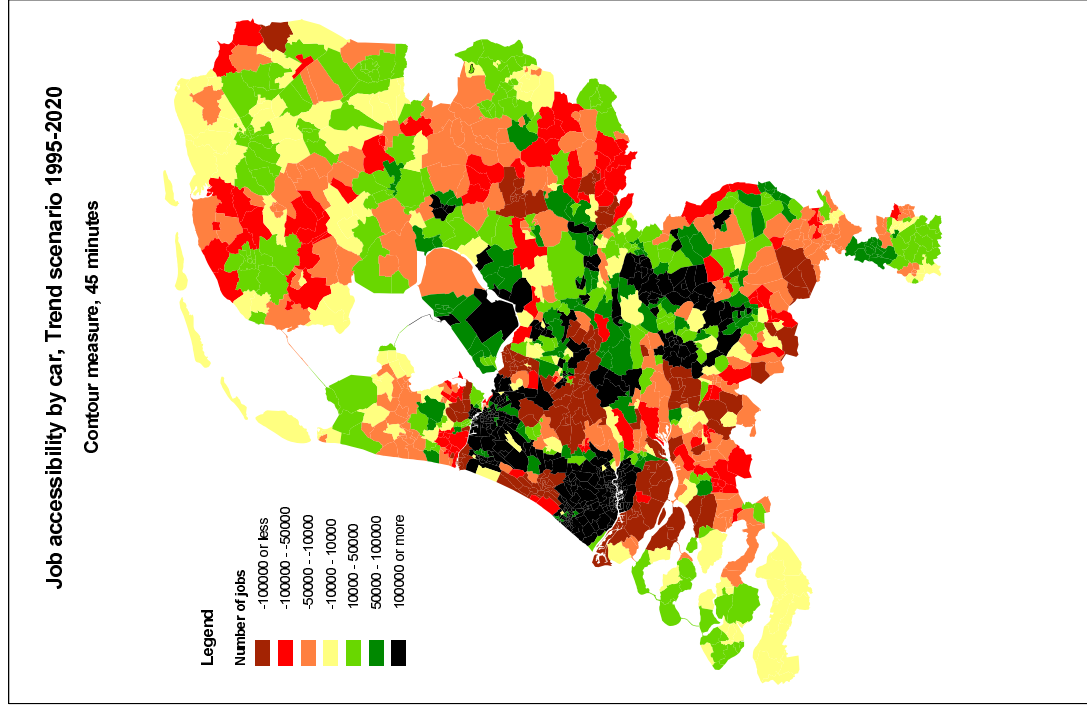 Job accessibility by car, Trend scenario 1995-2020
Contour measure, 45 minutes
Legend
Number of jobs
-100000 or less
-100000 - -50000
-50000 - -10000
-10000 - 10000
10000 - 50000
50000 - 100000
100000 or more